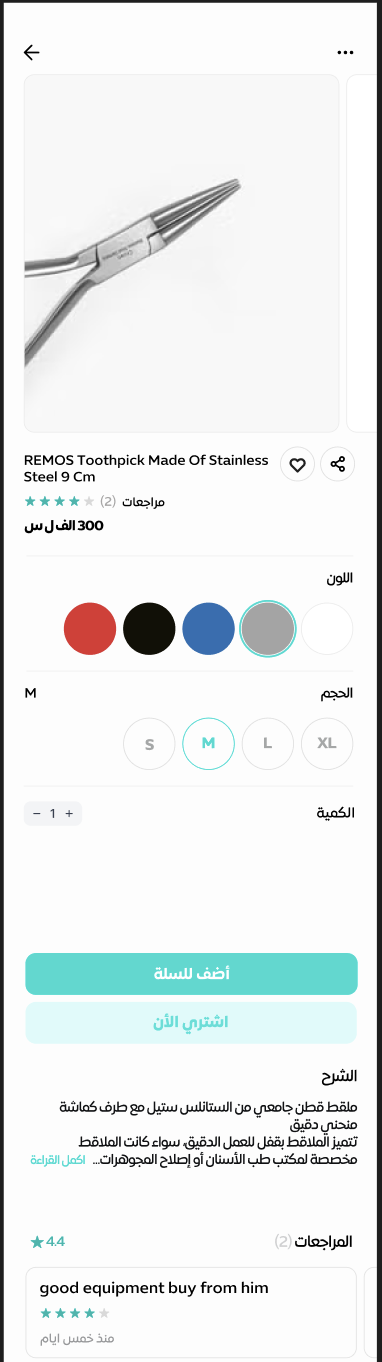 REMOS Toothpick Made Of Stainless
Steel 9 Cm
(2) مراجعات
300 الف ل س
اللون
الحجم
M
S M L XL
الكمية
− 1 +
أضف للسلة
اشتري الأن
الشرح
ملقط قطن جامعي من الستانلس ستيل مع طرف كماشة
منحني دقيق
تتميز الملاقط بقفل للعمل الدقيق، سواء كانت الملاقط
مخصصة لمكتب طب الأسنان أو إصلاح المجوهرات... اكمل القراءة
المراجعات (2)
4.4
good equipment buy from him
منذ خمس ايام